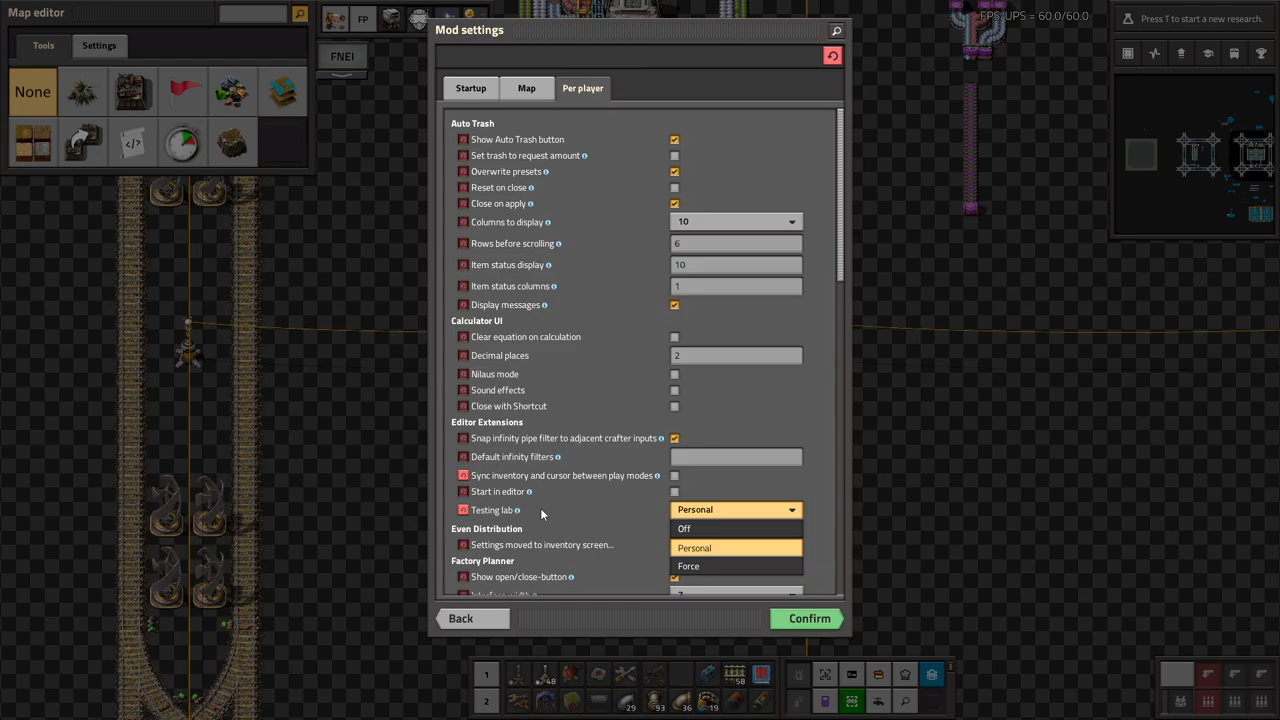 Map editor
FP
Tools
Settings
FNEI
None
</>
Mod settings
Startup
Map
Per player
Auto Trash
Show Auto Trash button
Set trash to request amount
Overwrite presets
Reset on close
Close on apply
Columns to display
10
Rows before scrolling
6
Item status display
10
Item status columns
1
Display messages
Calculator UI
Clear equation on calculation
Decimal places
2
Nilaus mode
Sound effects
Close with Shortcut
Editor Extensions
Snap infinity pipe filter to adjacent crafter inputs
Default infinity filters
Sync inventory and cursor between play modes
Start in editor
Testing lab
Personal
Off
Personal
Force
Even Distribution
Settings moved to inventory screen...
Factory Planner
Show open/close-button
Back
Confirm
FPS/UPS = 60.0/60.0
Press T to start a new research.
1
48
58
2
29
93
36
19